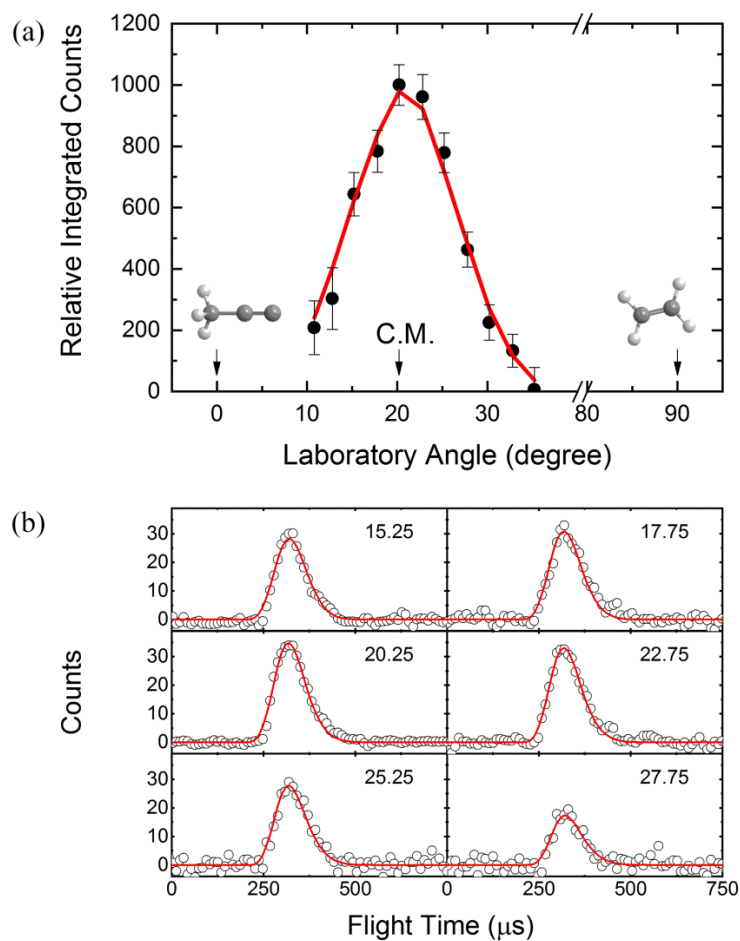 (a)
Relative Integrated Counts
1200
1000
800
600
400
200
0
C.M.
0 10 20 30 80 90
Laboratory Angle (degree)
(b)
Counts
30
20
10
0
15.25
17.75
30
20
10
0
20.25
22.75
30
20
10
0
25.25
27.75
0 250 500 0 250 500 750
Flight Time (μs)